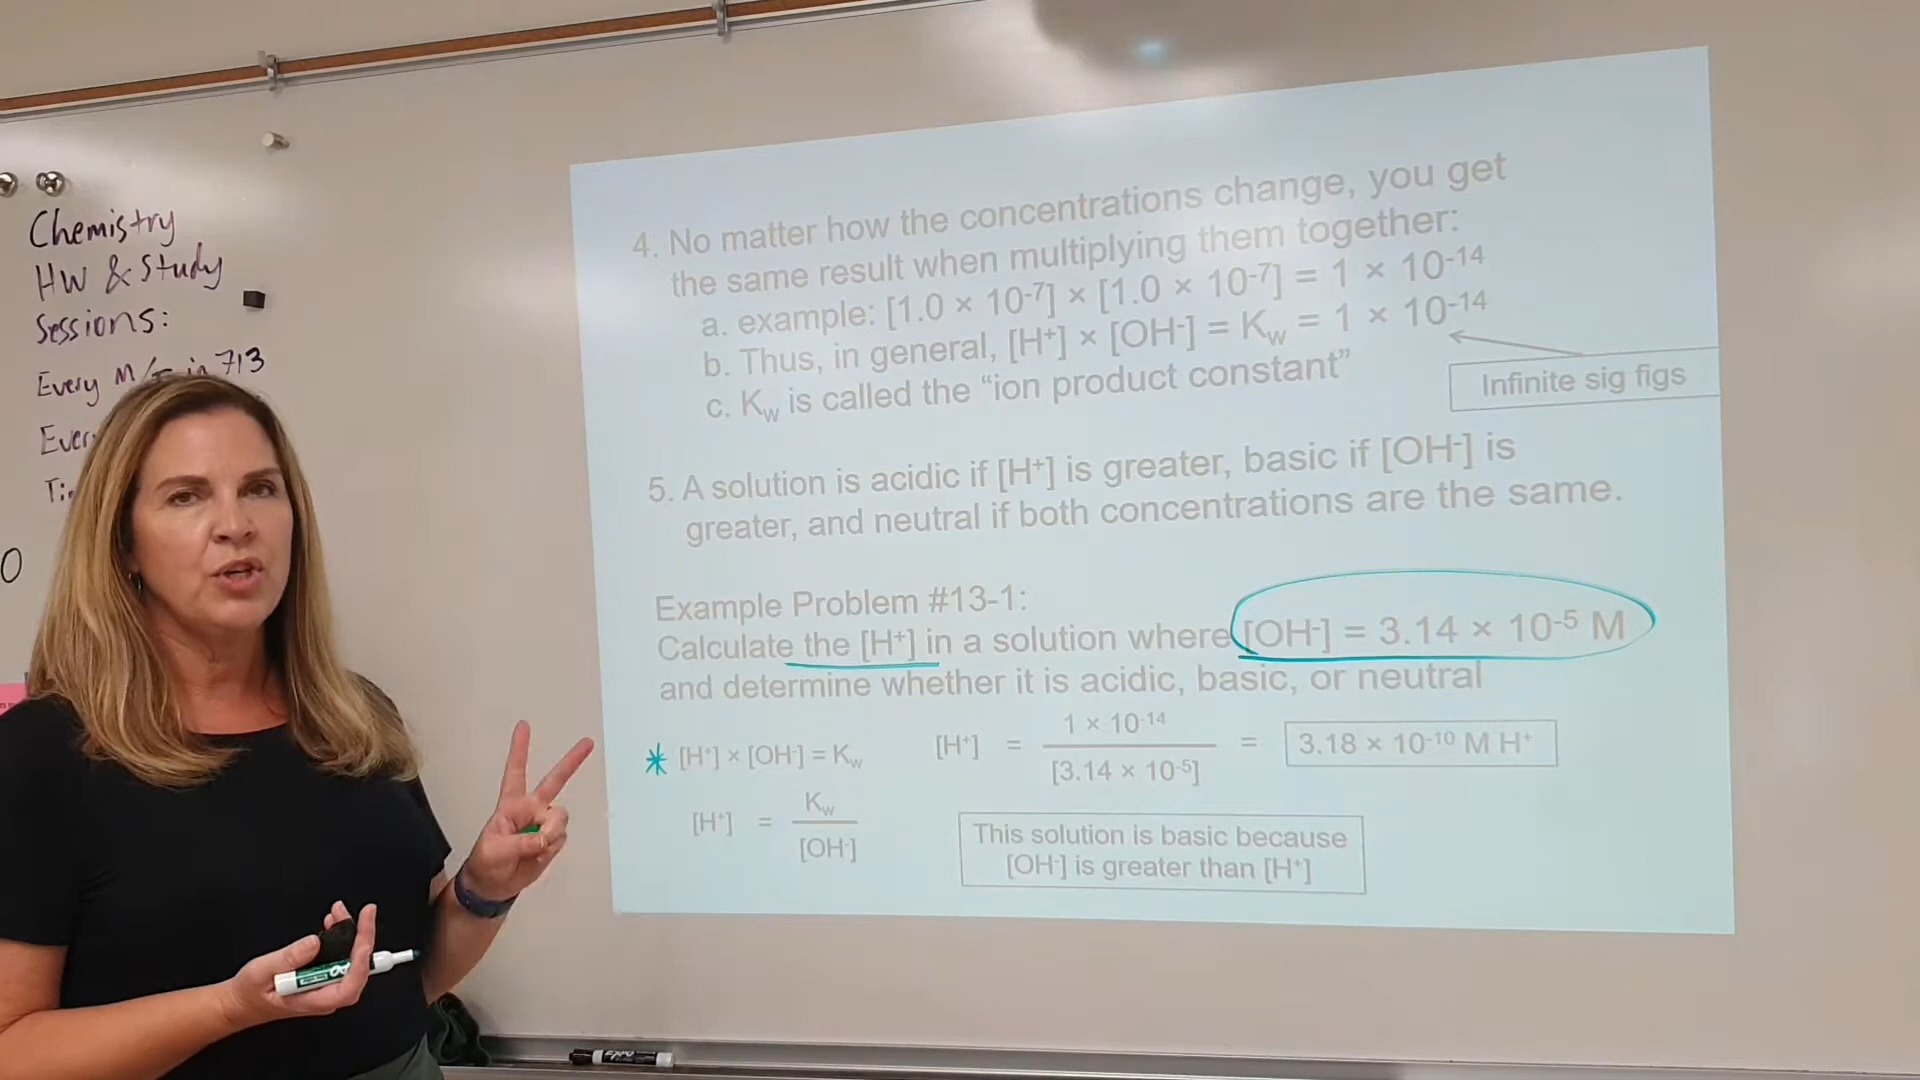 Chemistry
HW & Study
Sessions:
Every M/ in 713
4. No matter how the concentrations change, you get
the same result when multiplying them together:
a. example: [1.0 × 10⁻⁷] × [1.0 × 10⁻⁷] = 1 × 10⁻¹⁴
b. Thus, in general, [H⁺] × [OH⁻] = Kw = 1 × 10⁻¹⁴
c. Kw is called the “ion product constant”
Infinite sig figs
5. A solution is acidic if [H⁺] is greater, basic if [OH⁻] is
greater, and neutral if both concentrations are the same.
Example Problem #13-1:
Calculate the [H⁺] in a solution where [OH⁻] = 3.14 × 10⁻⁵ M
and determine whether it is acidic, basic, or neutral
* [H⁺] × [OH⁻] = Kw
[H⁺] = Kw
[OH⁻]
[H⁺] = 1 × 10⁻¹⁴
[3.14 × 10⁻⁵]
= 3.18 × 10⁻¹⁰ M H⁺
This solution is basic because
[OH⁻] is greater than [H⁺]
EXPO